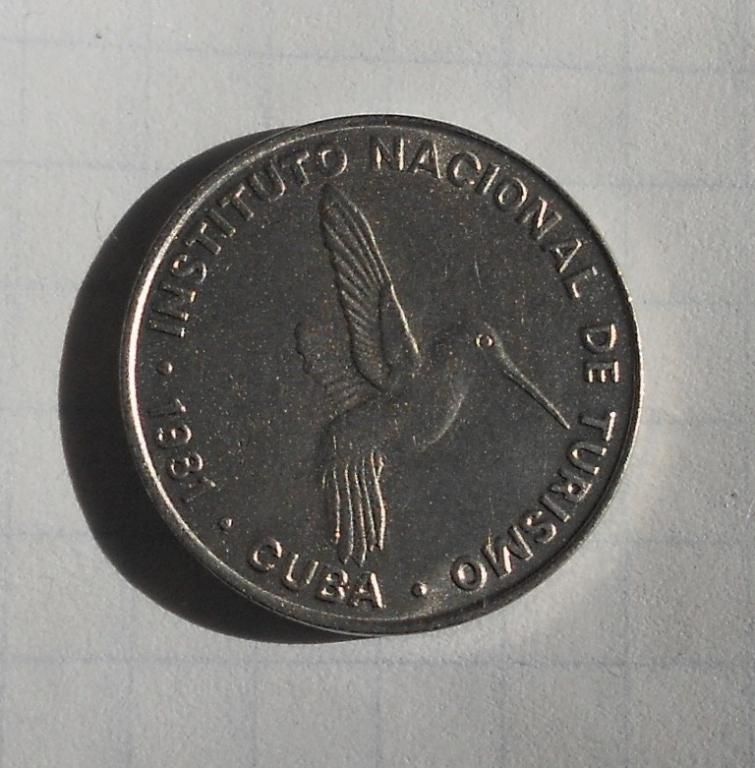 INSTITUTO NACIONAL DE TURISMO
• CUBA • 1981 •